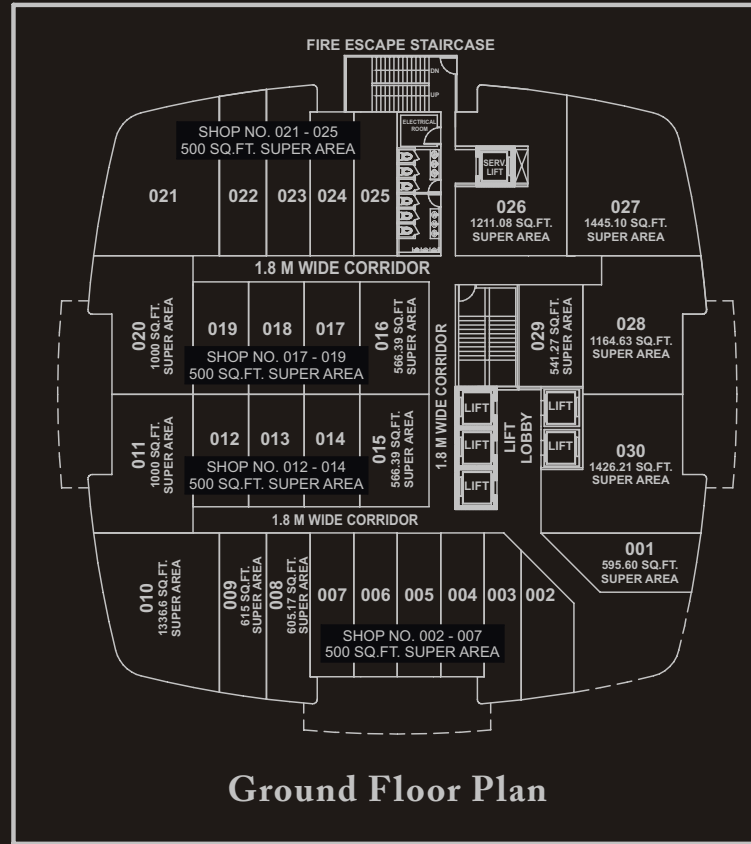 FIRE ESCAPE STAIRCASE
DN
UP
ELECTRICAL
ROOM
SHOP NO. 021 - 025
500 SQ.FT. SUPER AREA
SERV.
LIFT
021
022
023
024
025
026
1211.08 SQ.FT.
SUPER AREA
027
1445.10 SQ.FT.
SUPER AREA
1.8 M WIDE CORRIDOR
020
1000 SQ.FT.
SUPER AREA
019
018
017
016
566.39 SQ.FT
SUPER AREA
SHOP NO. 017 - 019
500 SQ.FT. SUPER AREA
1.8 M WIDE CORRIDOR
029
541.27 SQ.FT.
SUPER AREA
028
1164.63 SQ.FT.
SUPER AREA
011
1000 SQ.FT.
SUPER AREA
012
013
014
015
566.39 SQ.FT.
SUPER AREA
SHOP NO. 012 - 014
500 SQ.FT. SUPER AREA
LIFT
LIFT
LIFT
LIFT
LOBBY
LIFT
LIFT
030
1426.21 SQ.FT.
SUPER AREA
1.8 M WIDE CORRIDOR
001
595.60 SQ.FT.
SUPER AREA
010
1336.6 SQ.FT.
SUPER AREA
009
615 SQ.FT.
SUPER AREA
008
605.17 SQ.FT.
SUPER AREA
007
006
005
004
003
002
SHOP NO. 002 - 007
500 SQ.FT. SUPER AREA
Ground Floor Plan